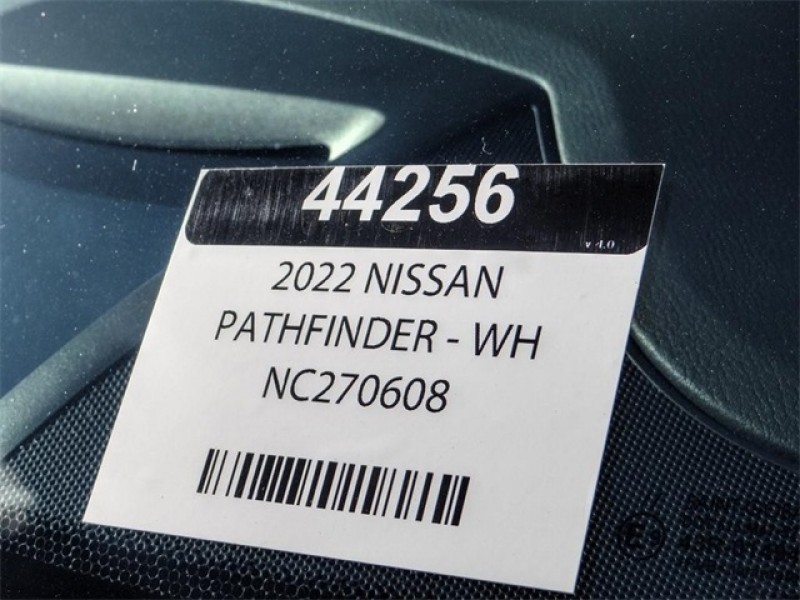 44256
v 4.0
2022 NISSAN
PATHFINDER - WH
NC270608